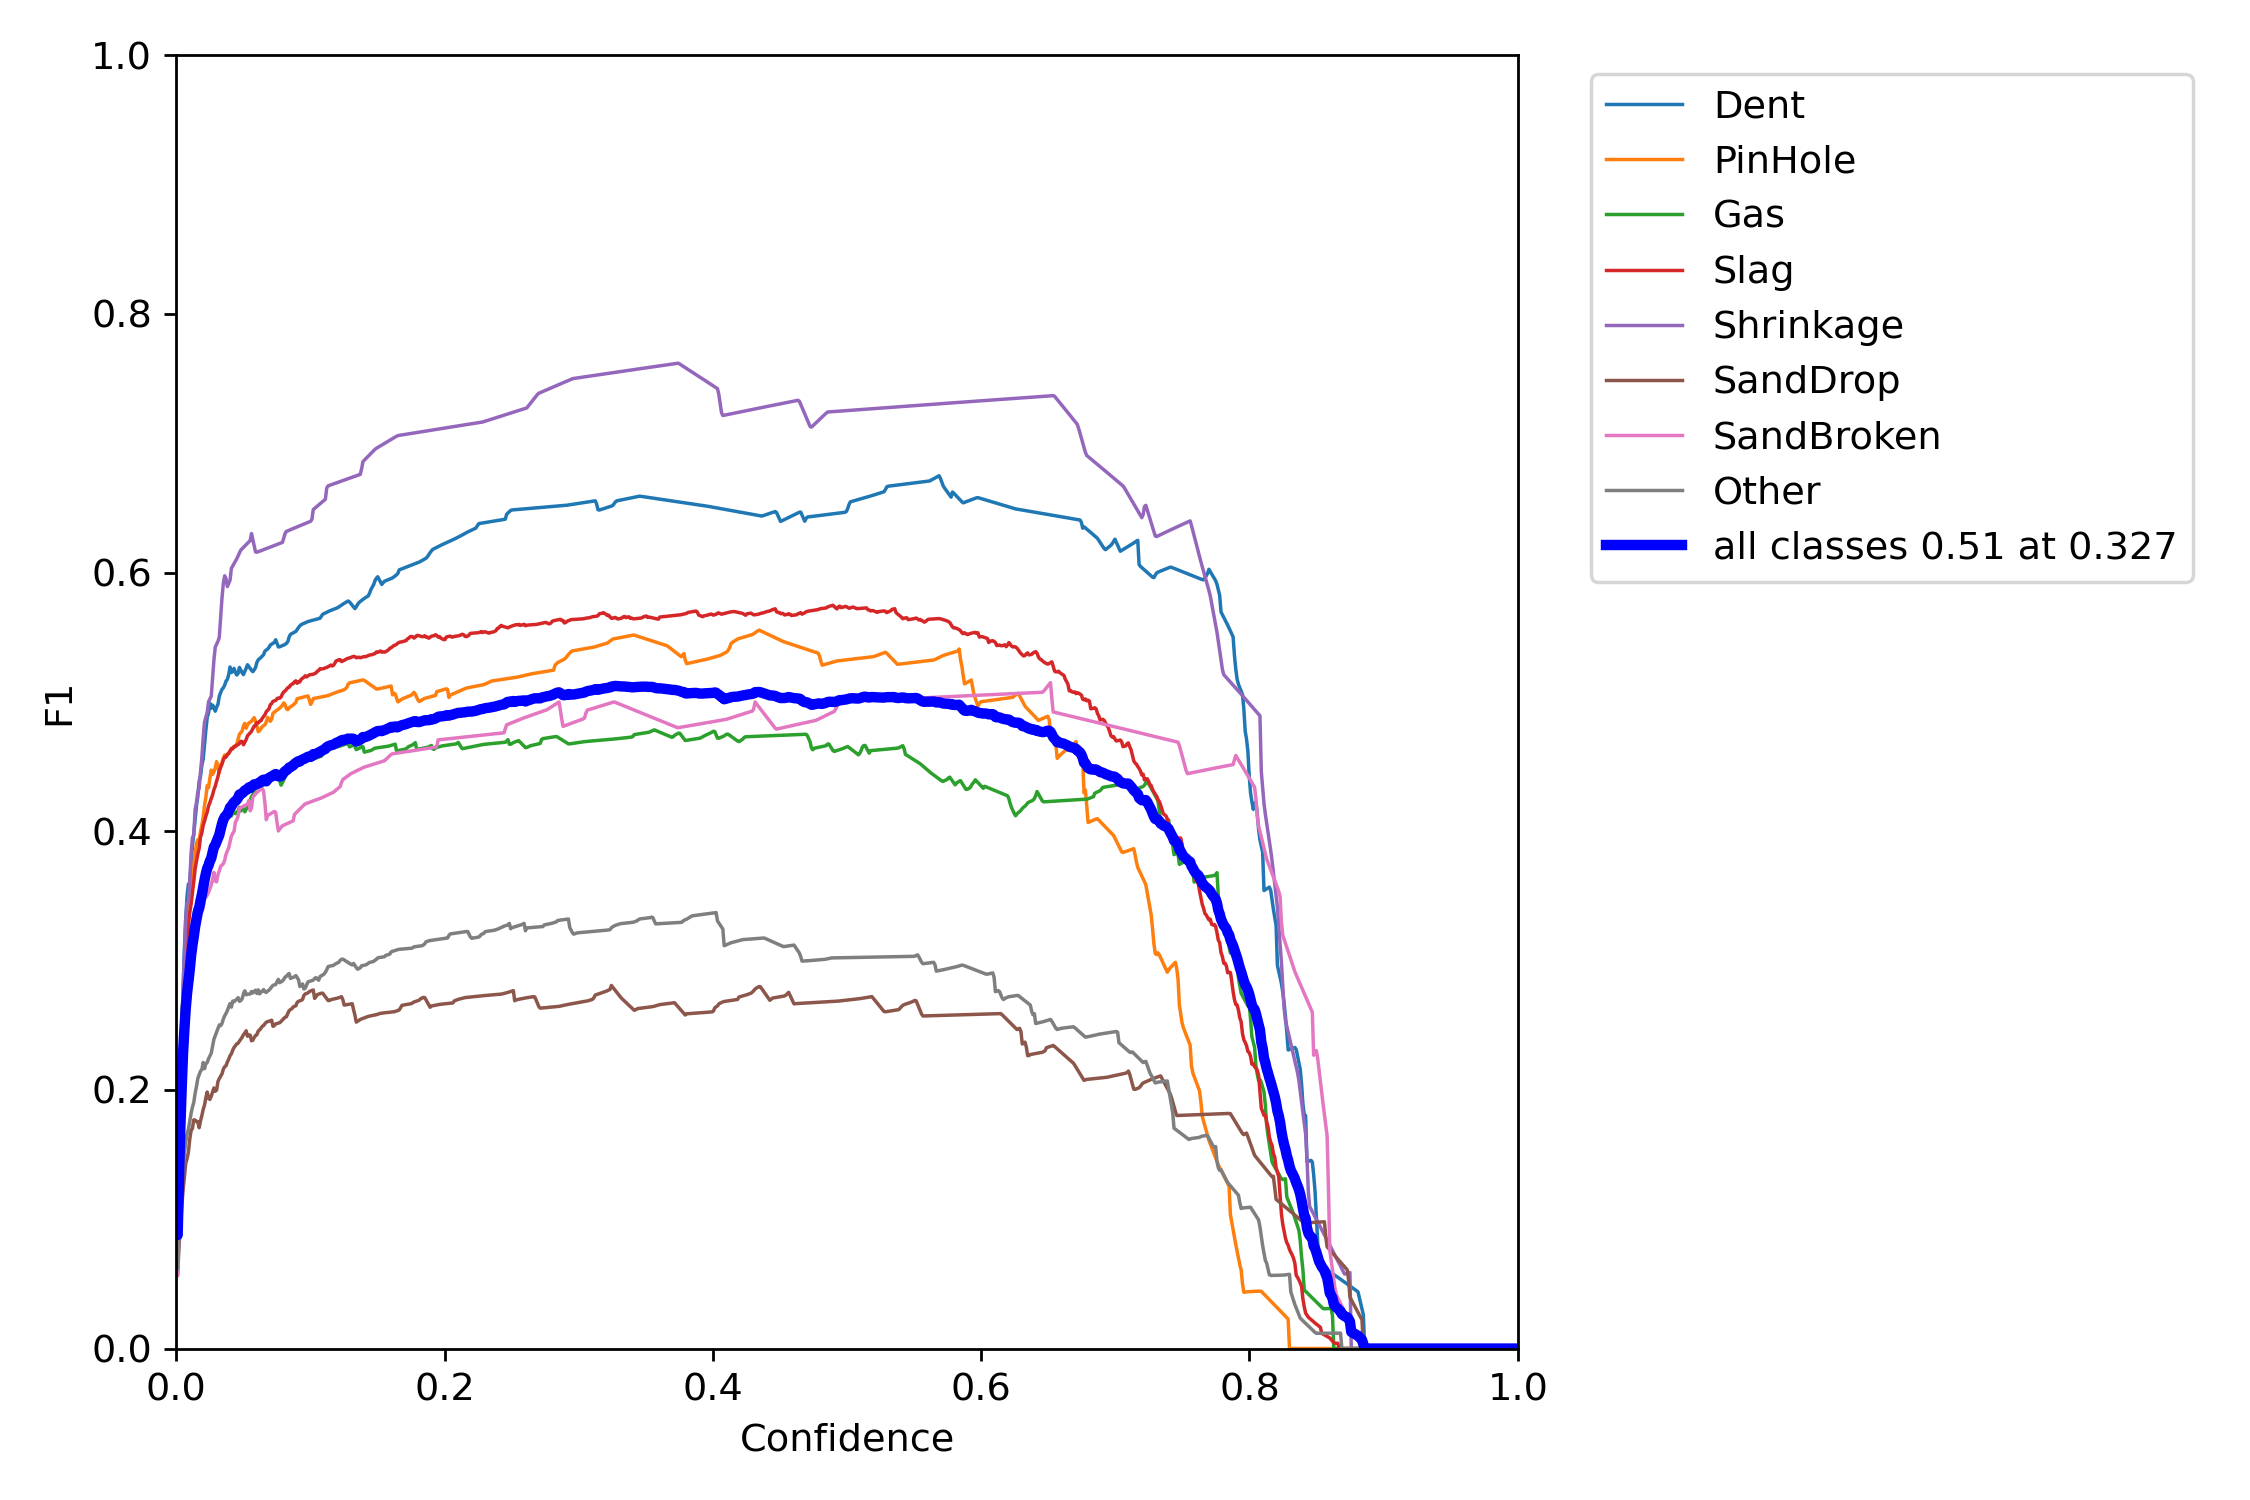 1.0
0.8
0.6
0.4
0.2
0.0
F1
0.0 0.2 0.4 0.6 0.8 1.0
Confidence
Dent
PinHole
Gas
Slag
Shrinkage
SandDrop
SandBroken
Other
all classes 0.51 at 0.327